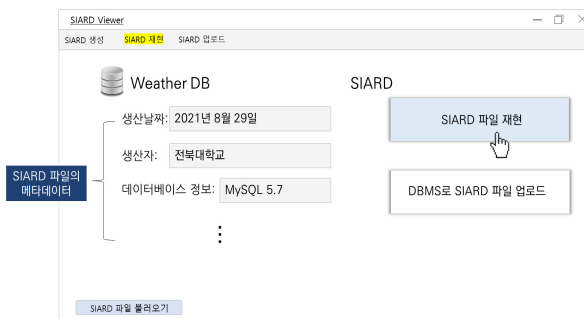 SIARD Viewer
SIARD 생성 SIARD 재현 SIARD 업로드
Weather DB
SIARD
생산날짜: 2021년 8월 29일
SIARD 파일 재현
생산자: 전북대학교
SIARD 파일의
메타데이터
데이터베이스 정보: MySQL 5.7
DBMS로 SIARD 파일 업로드
SIARD 파일 불러오기